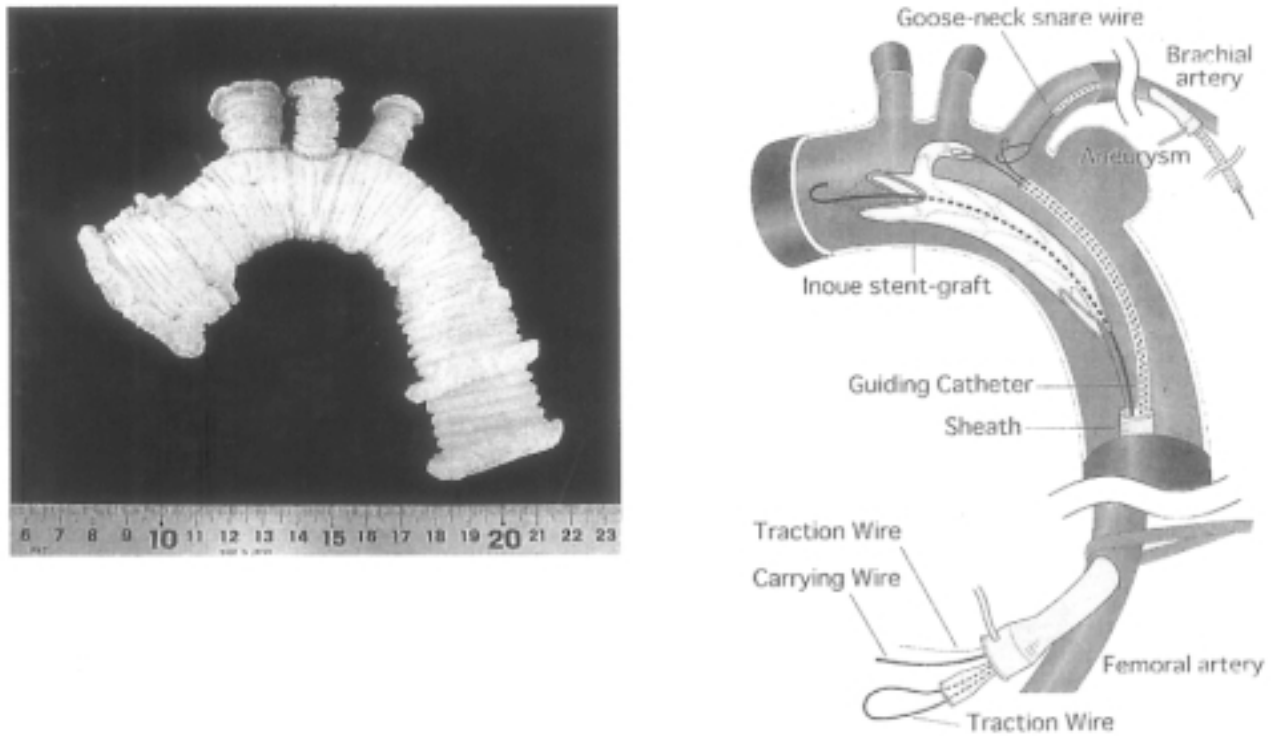 Goose-neck snare wire
Brachial
artery
Aneurysm
Inoue stent-graft
Guiding Catheter
Sheath
6 7 8 9 10 11 12 13 14 15 16 17 18 19 20 21 22 23
Traction Wire
Carrying Wire
Femoral artery
Traction Wire